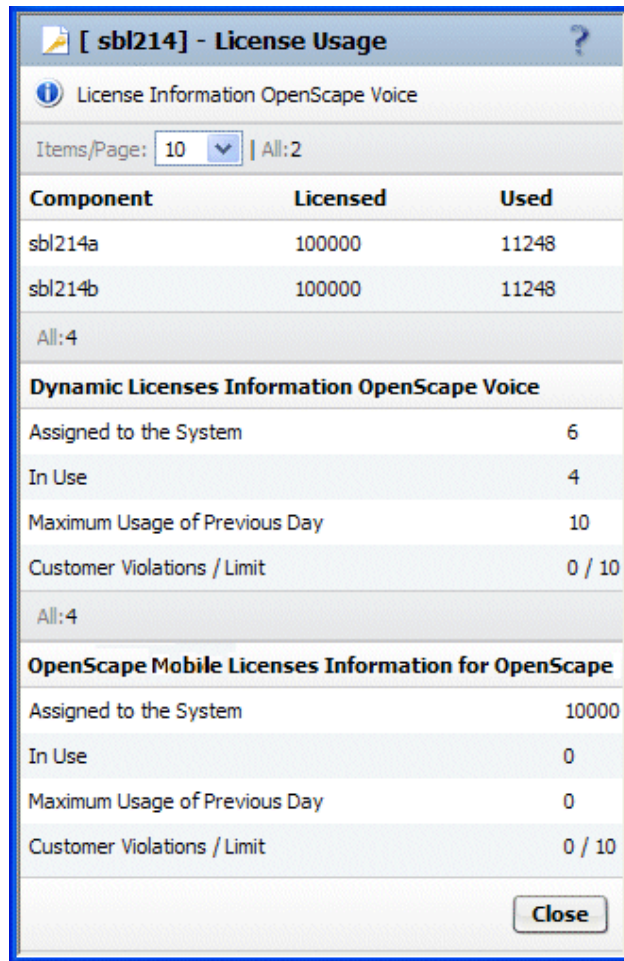 [ sbl214] - License Usage ?
License Information OpenScape Voice
Items/Page: 10 | All:2
Component Licensed Used
sbl214a 100000 11248
sbl214b 100000 11248
All:4
Dynamic Licenses Information OpenScape Voice
Assigned to the System 6
In Use 4
Maximum Usage of Previous Day 10
Customer Violations / Limit 0 / 10
All:4
OpenScape Mobile Licenses Information for OpenScape
Assigned to the System 10000
In Use 0
Maximum Usage of Previous Day 0
Customer Violations / Limit 0 / 10
Close